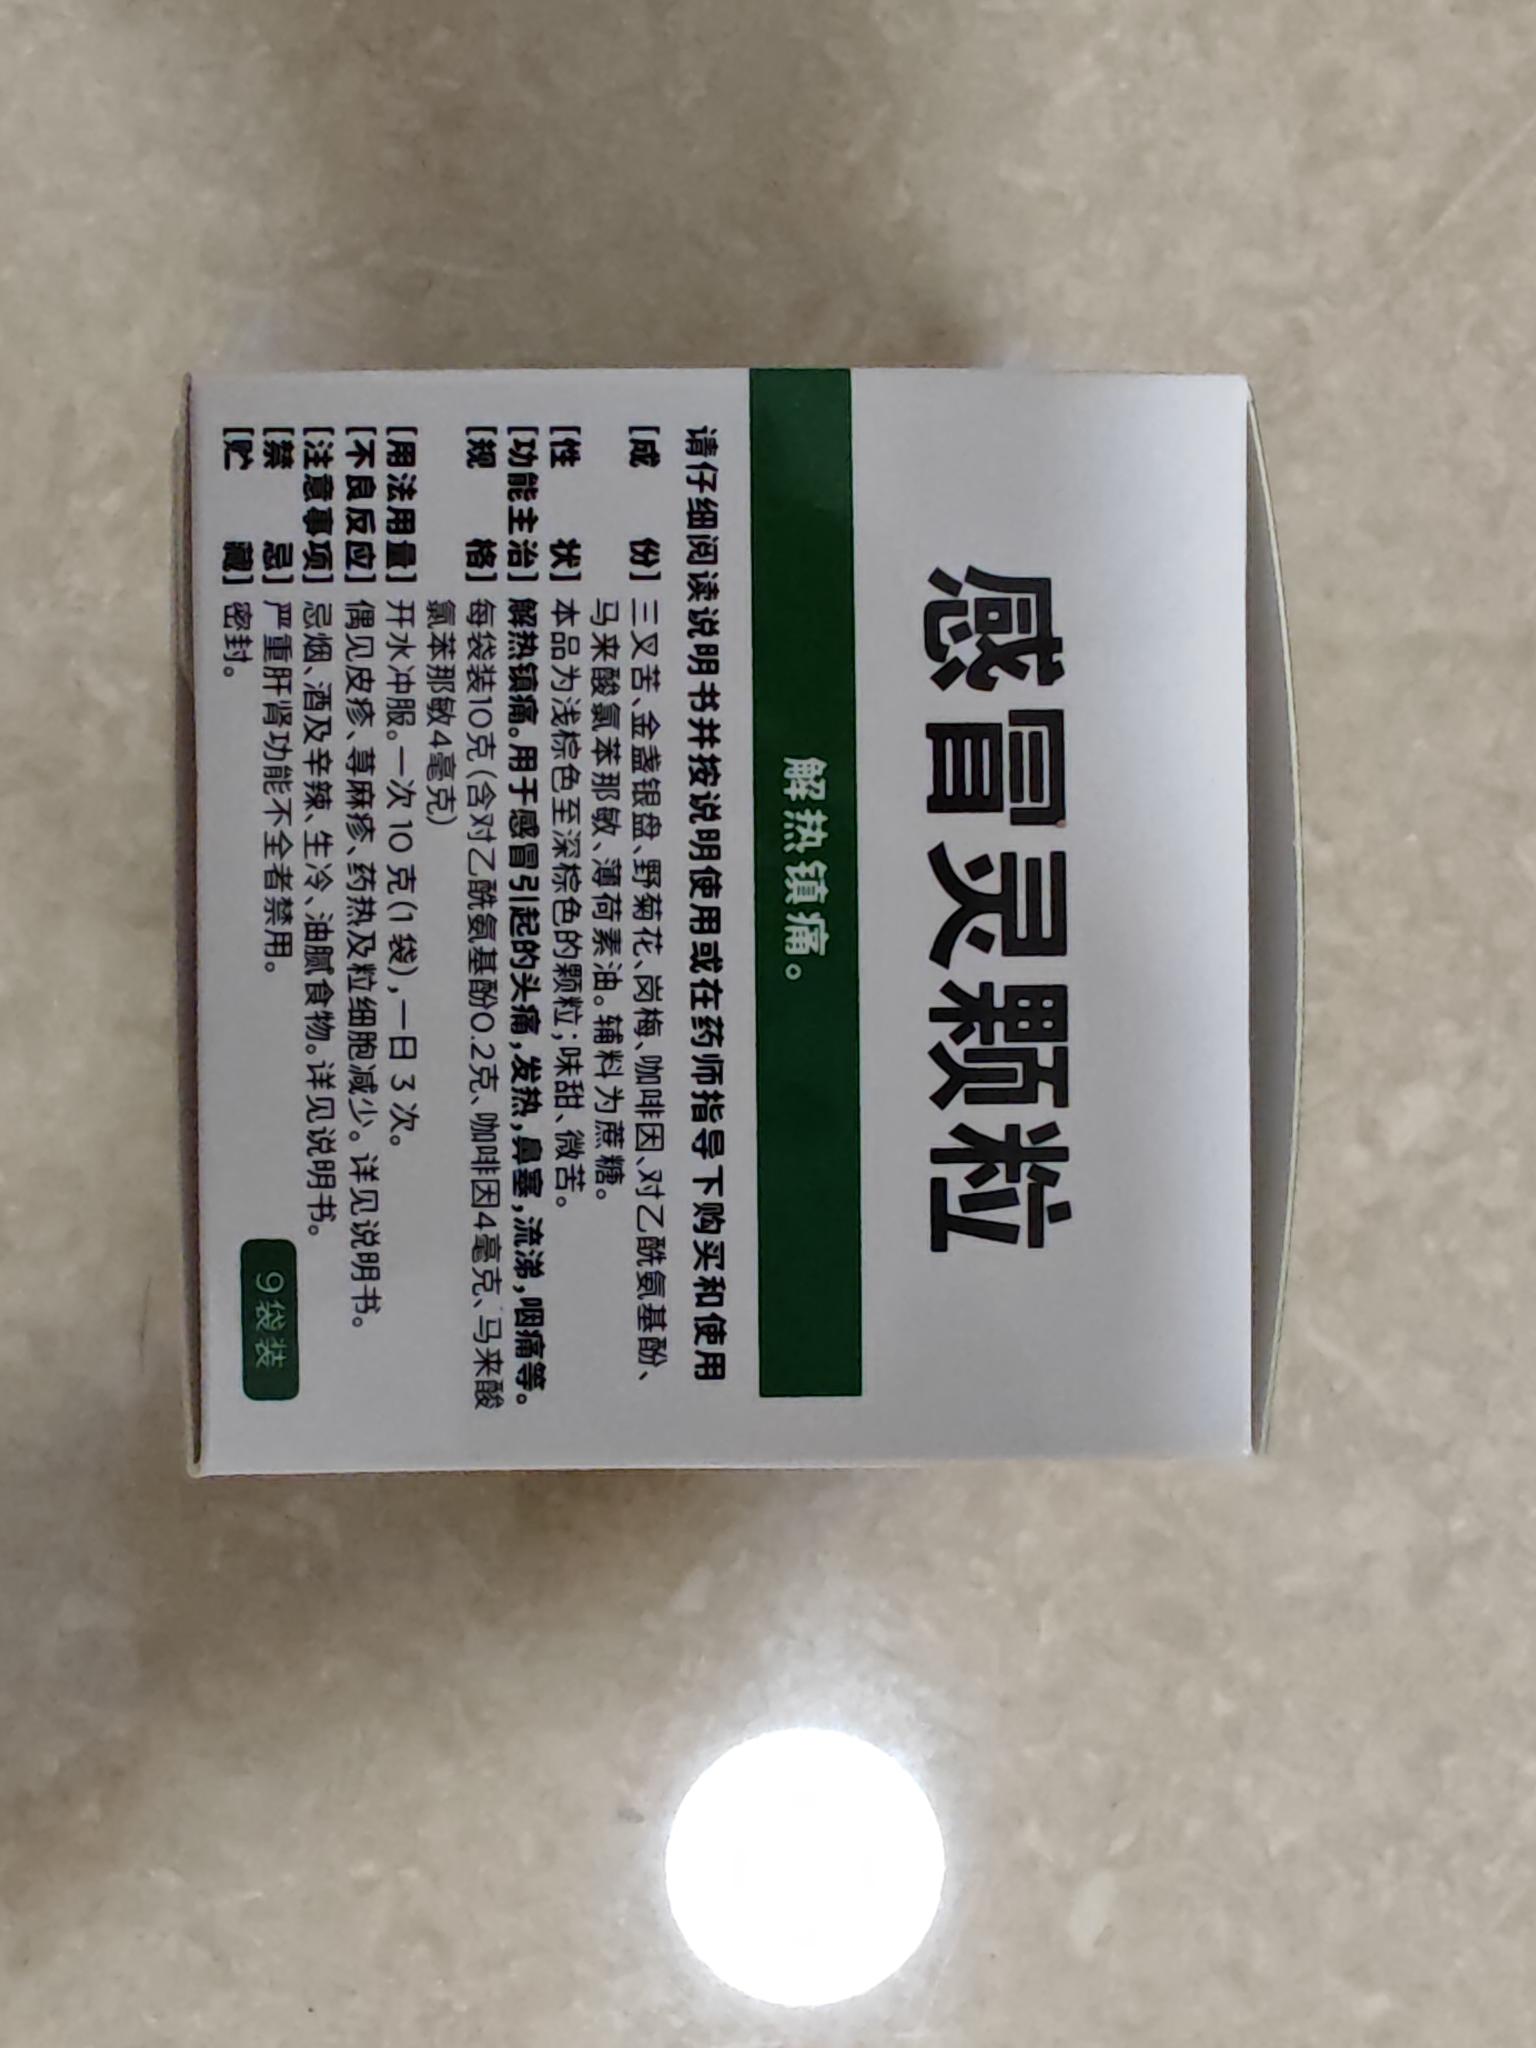 感冒灵颗粒
解热镇痛。
请仔细阅读说明书并按说明使用或在药师指导下购买和使用
[成 份] 三叉苦、金盏银盘、野菊花、岗梅、咖啡因、对乙酰氨基酚、
马来酸氯苯那敏、薄荷素油。辅料为蔗糖。
[性 状] 本品为浅棕色至深棕色的颗粒；味甜、微苦。
[功能主治] 解热镇痛。用于感冒引起的头痛，发热，鼻塞，流涕，咽痛等。
[规 格] 每袋装10克(含对乙酰氨基酚0.2克、咖啡因4毫克、马来酸
氯苯那敏4毫克)
[用法用量] 开水冲服。一次 10 克(1 袋)，一日 3 次。
[不良反应] 偶见皮疹、荨麻疹、药热及粒细胞减少。详见说明书。
[注意事项] 忌烟、酒及辛辣、生冷、油腻食物。详见说明书。
[禁 忌] 严重肝肾功能不全者禁用。
[贮 藏] 密封。
9袋装